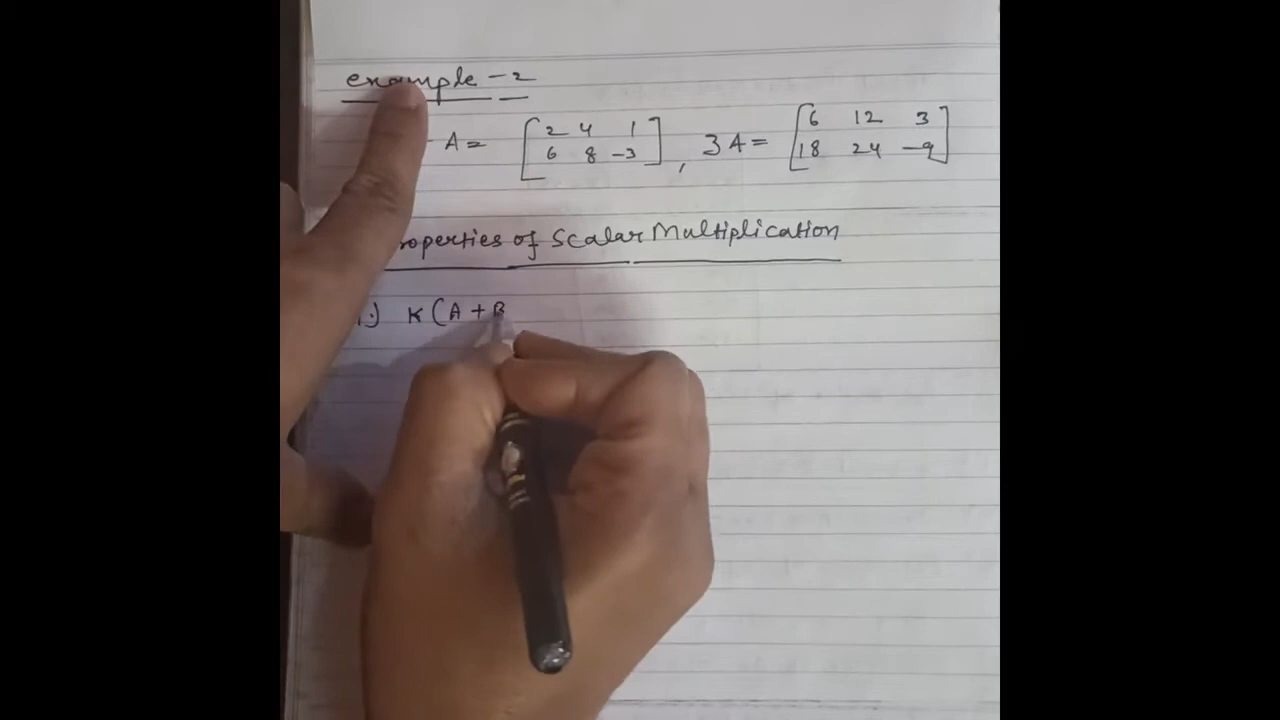 example - 2
A = [2 4 1 , 3A = [6 12 3
6 8 -3] 18 24 -9]
roperties of Scalar Multiplication
1.) K(A+B